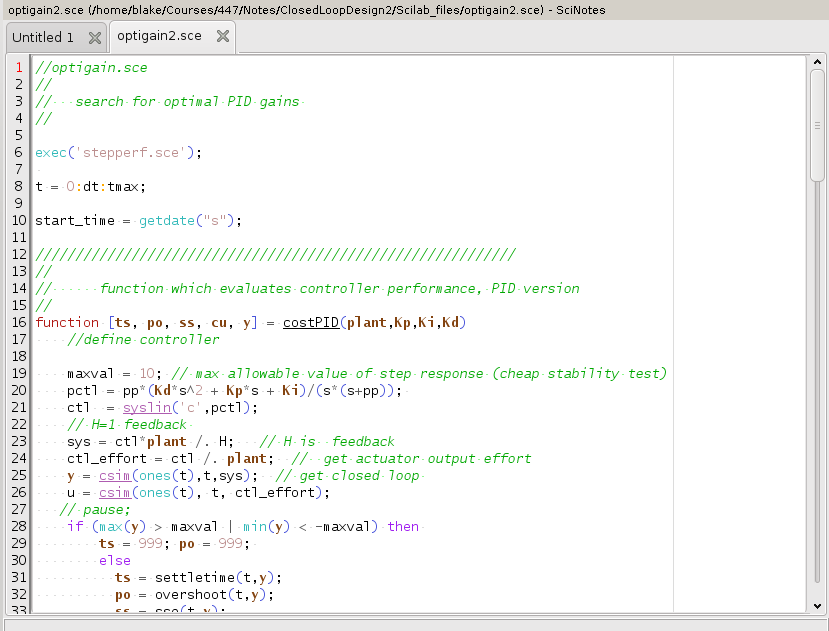 optigain2.sce (/home/blake/Courses/447/Notes/ClosedLoopDesign2/Scilab_files/optigain2.sce) - SciNotes
Untitled 1 optigain2.sce
1 //optigain.sce
2 //
3 //   search for optimal PID gains
4 //
5
6 exec('stepperf.sce');
7
8 t = 0:dt:tmax;
9
10 start_time = getdate("s");
11
12 ////////////////////////////////////////////////////////////
13 //
14 //      function which evaluates controller performance, PID version
15 //
16 function [ts, po, ss, cu, y] = costPID(plant,Kp,Ki,Kd)
17     //define controller
18
19     maxval = 10; // max allowable value of step response (cheap stability test)
20     pctl = pp*(Kd*s^2 + Kp*s + Ki)/(s*(s+pp));
21     ctl  = syslin('c',pctl);
22     // H=1 feedback
23     sys = ctl*plant /. H;   // H is  feedback
24     ctl_effort = ctl /. plant;  //  get actuator output effort
25     y = csim(ones(t),t,sys);  // get closed loop
26     u = csim(ones(t), t, ctl_effort);
27    // pause;
28     if (max(y) > maxval | min(y) < -maxval) then
29         ts = 999; po = 999;
30         else
31           ts = settletime(t,y);
32           po = overshoot(t,y);
33           ss = sse(t,y);